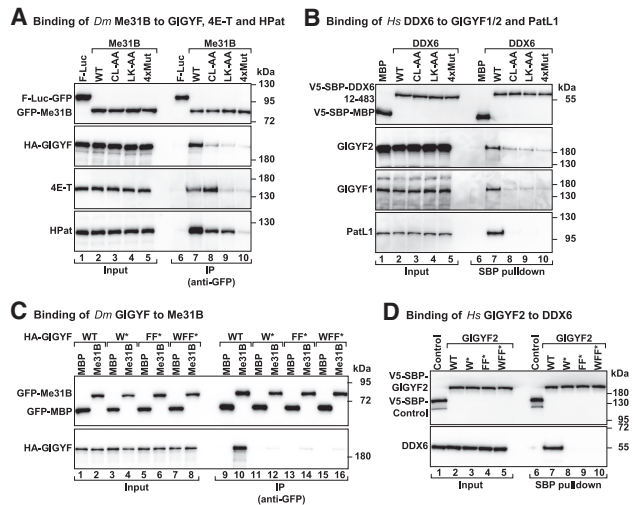 A Binding of Dm Me31B to GIGYF, 4E-T and HPat
Me31B Me31B
F-Luc WT CL-AA LK-AA 4xMut F-Luc WT CL-AA LK-AA 4xMut
kDa
F-Luc-GFP 130
95
GFP-Me31B 72
HA-GIGYF
180
4E-T 130
HPat 130
1 2 3 4 5 6 7 8 9 10
Input IP
(anti-GFP)
B Binding of Hs DDX6 to GIGYF1/2 and PatL1
DDX6 DDX6
MBP WT CL-AA LK-AA 4xMut MBP WT CL-AA LK-AA 4xMut
kDa
V5-SBP-DDX6
12-483 55
V5-SBP-MBP
GIGYF2
180
130
GIGYF1 180
130
PatL1 130
95
1 2 3 4 5 6 7 8 9 10
Input SBP pulldown
C Binding of Dm GIGYF to Me31B
HA-GIGYF WT W* FF* WFF* WT W* FF* WFF*
MBP Me31B MBP Me31B MBP Me31B MBP Me31B MBP Me31B MBP Me31B MBP Me31B MBP Me31B
kDa
95
GFP-Me31B
72
GFP-MBP
HA-GIGYF
180
1 2 3 4 5 6 7 8 9 10 11 12 13 14 15 16
Input IP
(anti-GFP)
D Binding of Hs GIGYF2 to DDX6
GIGYF2 GIGYF2
Control WT W* FF* WFF* Control WT W* FF* WFF*
kDa
V5-SBP-
GIGYF2 180
V5-SBP- 130
Control 95
72
DDX6 55
1 2 3 4 5 6 7 8 9 10
Input SBP pulldown